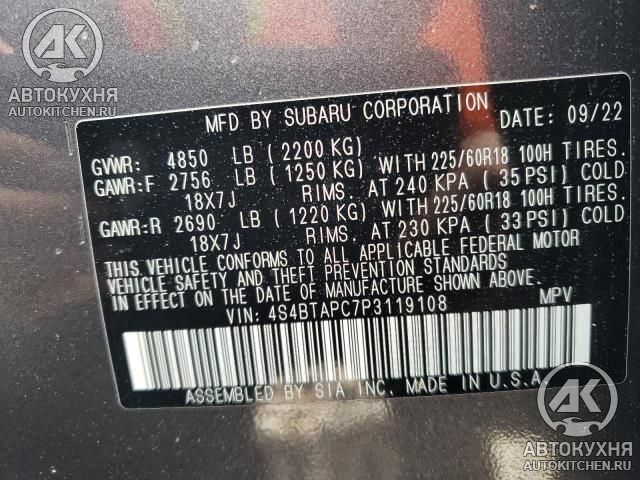 AK
АВТОКУХНЯ
AUTOKITCHEN.RU
MFD BY SUBARU CORPORATION DATE: 09/22
GVWR: 4850 LB ( 2200 KG)
GAWR:F 2756 LB ( 1250 KG) WITH 225/60R18 100H TIRES.
18X7J RIMS. AT 240 KPA ( 35 PSI) COLD
GAWR:R 2690 LB ( 1220 KG) WITH 225/60R18 100H TIRES.
18X7J RIMS. AT 230 KPA ( 33 PSI) COLD
THIS VEHICLE CONFORMS TO ALL APPLICABLE FEDERAL MOTOR
VEHICLE SAFETY AND THEFT PREVENTION STANDARDS
IN EFFECT ON THE DATE OF MANUFACTURE SHOWN ABOVE.
VIN: 4S4BTAPC7P3119108 MPV
ASSEMBLED BY SIA INC. MADE IN U.S.A.
AK
АВТОКУХНЯ
AUTOKITCHEN.RU